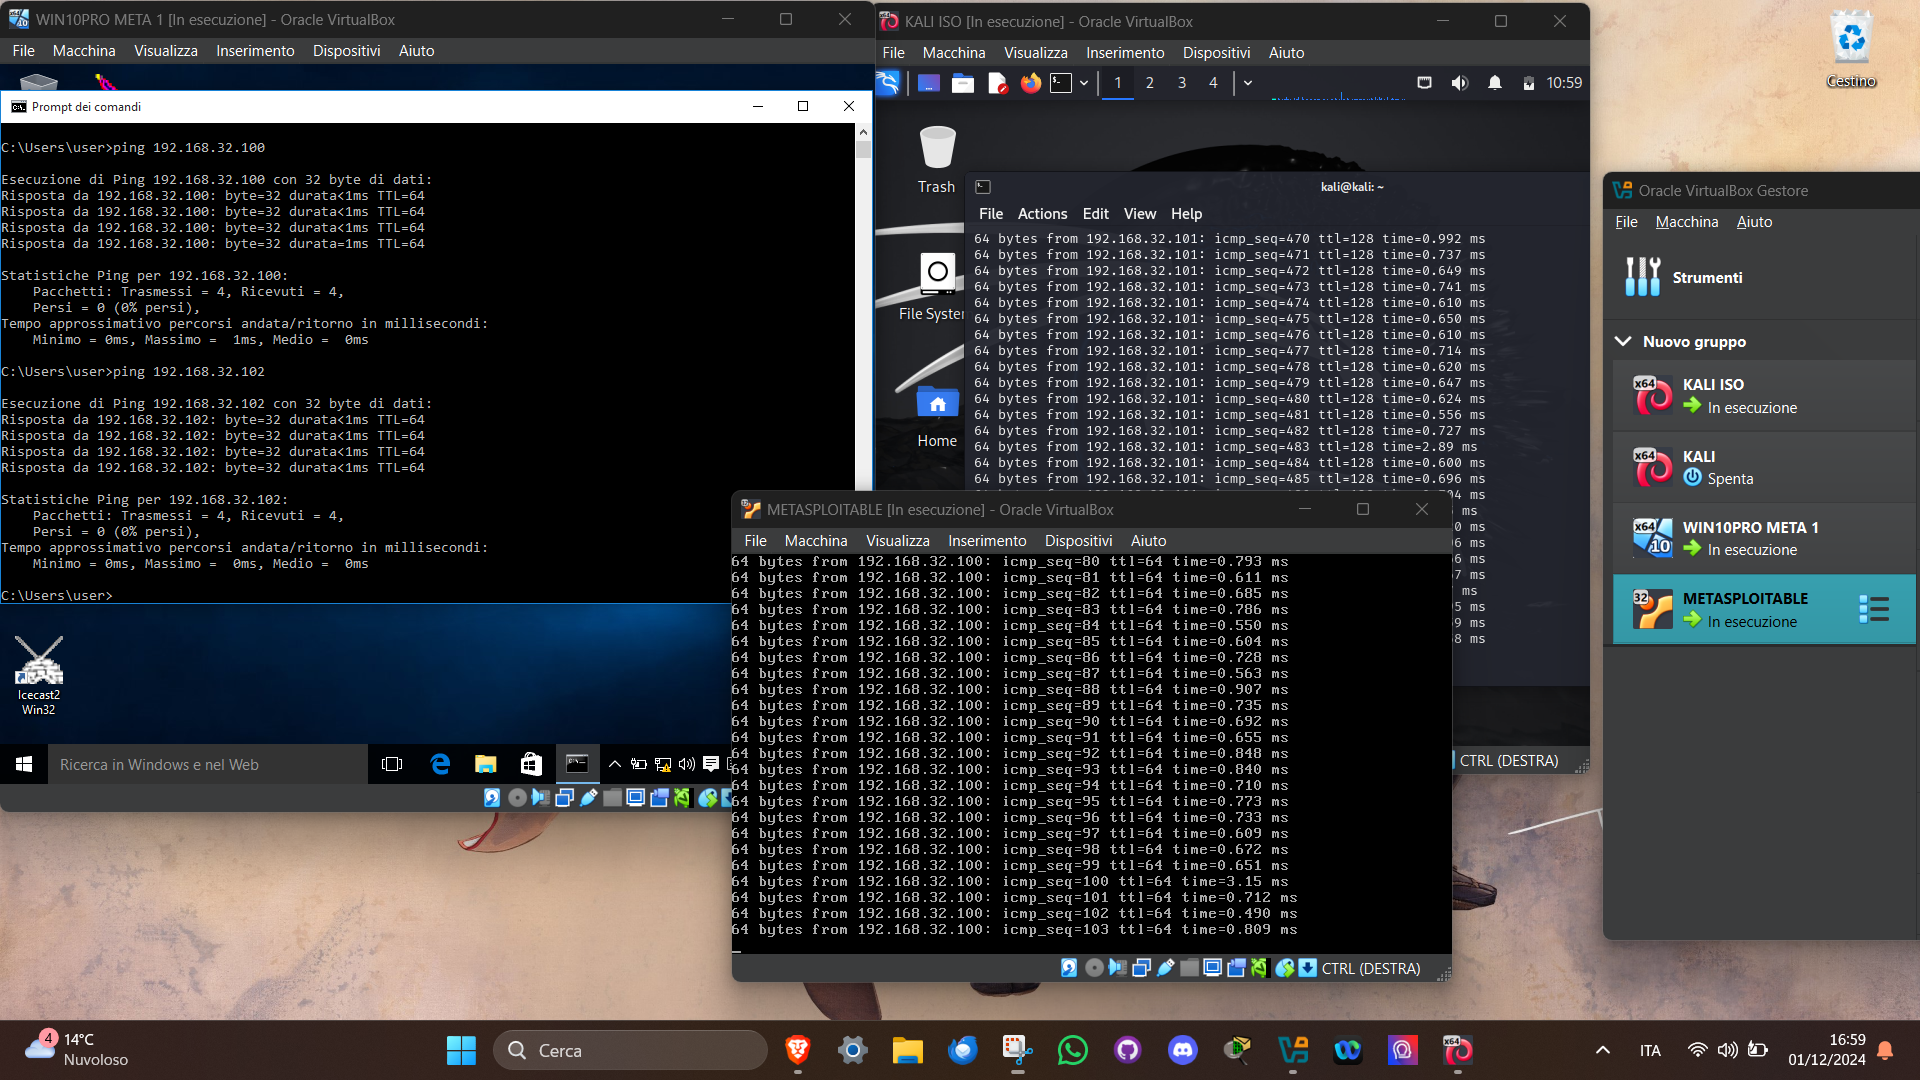 WIN10PRO META 1 [In esecuzione] - Oracle VirtualBox
File Macchina Visualizza Inserimento Dispositivi Aiuto
Prompt dei comandi
C:\Users\user>ping 192.168.32.100
Esecuzione di Ping 192.168.32.100 con 32 byte di dati:
Risposta da 192.168.32.100: byte=32 durata<1ms TTL=64
Risposta da 192.168.32.100: byte=32 durata<1ms TTL=64
Risposta da 192.168.32.100: byte=32 durata<1ms TTL=64
Risposta da 192.168.32.100: byte=32 durata=1ms TTL=64
Statistiche Ping per 192.168.32.100:
Pacchetti: Trasmessi = 4, Ricevuti = 4,
Persi = 0 (0% persi),
Tempo approssimativo percorsi andata/ritorno in millisecondi:
Minimo = 0ms, Massimo =  1ms, Medio =  0ms
C:\Users\user>ping 192.168.32.102
Esecuzione di Ping 192.168.32.102 con 32 byte di dati:
Risposta da 192.168.32.102: byte=32 durata<1ms TTL=64
Risposta da 192.168.32.102: byte=32 durata<1ms TTL=64
Risposta da 192.168.32.102: byte=32 durata<1ms TTL=64
Risposta da 192.168.32.102: byte=32 durata<1ms TTL=64
Statistiche Ping per 192.168.32.102:
Pacchetti: Trasmessi = 4, Ricevuti = 4,
Persi = 0 (0% persi),
Tempo approssimativo percorsi andata/ritorno in millisecondi:
Minimo = 0ms, Massimo =  0ms, Medio =  0ms
C:\Users\user>
Icecast2
Win32
Ricerca in Windows e nel Web
KALI ISO [In esecuzione] - Oracle VirtualBox
File Macchina Visualizza Inserimento Dispositivi Aiuto
1 2 3 4
10:59
Trash
File System
Home
kali@kali: ~
File Actions Edit View Help
64 bytes from 192.168.32.101: icmp_seq=470 ttl=128 time=0.992 ms
64 bytes from 192.168.32.101: icmp_seq=471 ttl=128 time=0.737 ms
64 bytes from 192.168.32.101: icmp_seq=472 ttl=128 time=0.649 ms
64 bytes from 192.168.32.101: icmp_seq=473 ttl=128 time=0.741 ms
64 bytes from 192.168.32.101: icmp_seq=474 ttl=128 time=0.610 ms
64 bytes from 192.168.32.101: icmp_seq=475 ttl=128 time=0.650 ms
64 bytes from 192.168.32.101: icmp_seq=476 ttl=128 time=0.610 ms
64 bytes from 192.168.32.101: icmp_seq=477 ttl=128 time=0.714 ms
64 bytes from 192.168.32.101: icmp_seq=478 ttl=128 time=0.620 ms
64 bytes from 192.168.32.101: icmp_seq=479 ttl=128 time=0.647 ms
64 bytes from 192.168.32.101: icmp_seq=480 ttl=128 time=0.624 ms
64 bytes from 192.168.32.101: icmp_seq=481 ttl=128 time=0.556 ms
64 bytes from 192.168.32.101: icmp_seq=482 ttl=128 time=0.727 ms
64 bytes from 192.168.32.101: icmp_seq=483 ttl=128 time=2.89 ms
64 bytes from 192.168.32.101: icmp_seq=484 ttl=128 time=0.600 ms
64 bytes from 192.168.32.101: icmp_seq=485 ttl=128 time=0.696 ms
CTRL (DESTRA)
METASPLOITABLE [In esecuzione] - Oracle VirtualBox
File Macchina Visualizza Inserimento Dispositivi Aiuto
64 bytes from 192.168.32.100: icmp_seq=80 ttl=64 time=0.793 ms
64 bytes from 192.168.32.100: icmp_seq=81 ttl=64 time=0.611 ms
64 bytes from 192.168.32.100: icmp_seq=82 ttl=64 time=0.685 ms
64 bytes from 192.168.32.100: icmp_seq=83 ttl=64 time=0.786 ms
64 bytes from 192.168.32.100: icmp_seq=84 ttl=64 time=0.550 ms
64 bytes from 192.168.32.100: icmp_seq=85 ttl=64 time=0.604 ms
64 bytes from 192.168.32.100: icmp_seq=86 ttl=64 time=0.728 ms
64 bytes from 192.168.32.100: icmp_seq=87 ttl=64 time=0.563 ms
64 bytes from 192.168.32.100: icmp_seq=88 ttl=64 time=0.907 ms
64 bytes from 192.168.32.100: icmp_seq=89 ttl=64 time=0.735 ms
64 bytes from 192.168.32.100: icmp_seq=90 ttl=64 time=0.692 ms
64 bytes from 192.168.32.100: icmp_seq=91 ttl=64 time=0.655 ms
64 bytes from 192.168.32.100: icmp_seq=92 ttl=64 time=0.848 ms
64 bytes from 192.168.32.100: icmp_seq=93 ttl=64 time=0.840 ms
64 bytes from 192.168.32.100: icmp_seq=94 ttl=64 time=0.710 ms
64 bytes from 192.168.32.100: icmp_seq=95 ttl=64 time=0.773 ms
64 bytes from 192.168.32.100: icmp_seq=96 ttl=64 time=0.733 ms
64 bytes from 192.168.32.100: icmp_seq=97 ttl=64 time=0.609 ms
64 bytes from 192.168.32.100: icmp_seq=98 ttl=64 time=0.672 ms
64 bytes from 192.168.32.100: icmp_seq=99 ttl=64 time=0.651 ms
64 bytes from 192.168.32.100: icmp_seq=100 ttl=64 time=3.15 ms
64 bytes from 192.168.32.100: icmp_seq=101 ttl=64 time=0.712 ms
64 bytes from 192.168.32.100: icmp_seq=102 ttl=64 time=0.490 ms
64 bytes from 192.168.32.100: icmp_seq=103 ttl=64 time=0.809 ms
CTRL (DESTRA)
Cestino
Oracle VirtualBox Gestore
File Macchina Aiuto
Strumenti
Nuovo gruppo
x64 KALI ISO
In esecuzione
x64 KALI
Spenta
x64 10 WIN10PRO META 1
In esecuzione
32 METASPLOITABLE
In esecuzione
4 14°C
Nuvoloso
Cerca
x64
ITA
16:59
01/12/2024